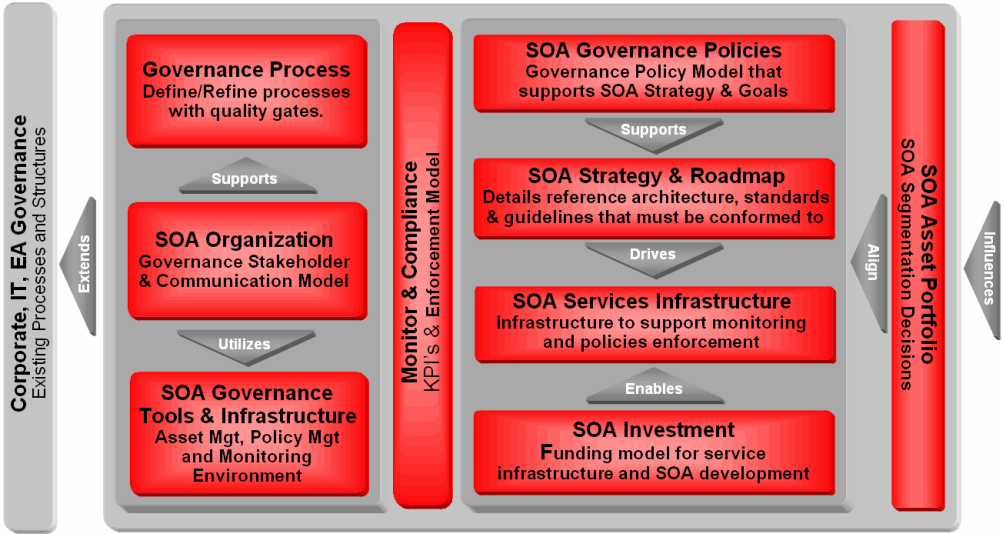 Corporate, IT, EA Governance
Existing Processes and Structures
Extends
Governance Process
Define/Refine processes
with quality gates.
Supports
SOA Organization
Governance Stakeholder
& Communication Model
Utilizes
SOA Governance
Tools & Infrastructure
Asset Mgt, Policy Mgt
and Monitoring
Environment
Monitor & Compliance
KPI's & Enforcement Model
SOA Governance Policies
Governance Policy Model that
supports SOA Strategy & Goals
Supports
SOA Strategy & Roadmap
Details reference architecture, standards
& guidelines that must be conformed to
Drives
SOA Services Infrastructure
Infrastructure to support monitoring
and policies enforcement
Enables
SOA Investment
Funding model for service
infrastructure and SOA development
Align
SOA Asset Portfolio
SOA Segmentation Decisions
Influences